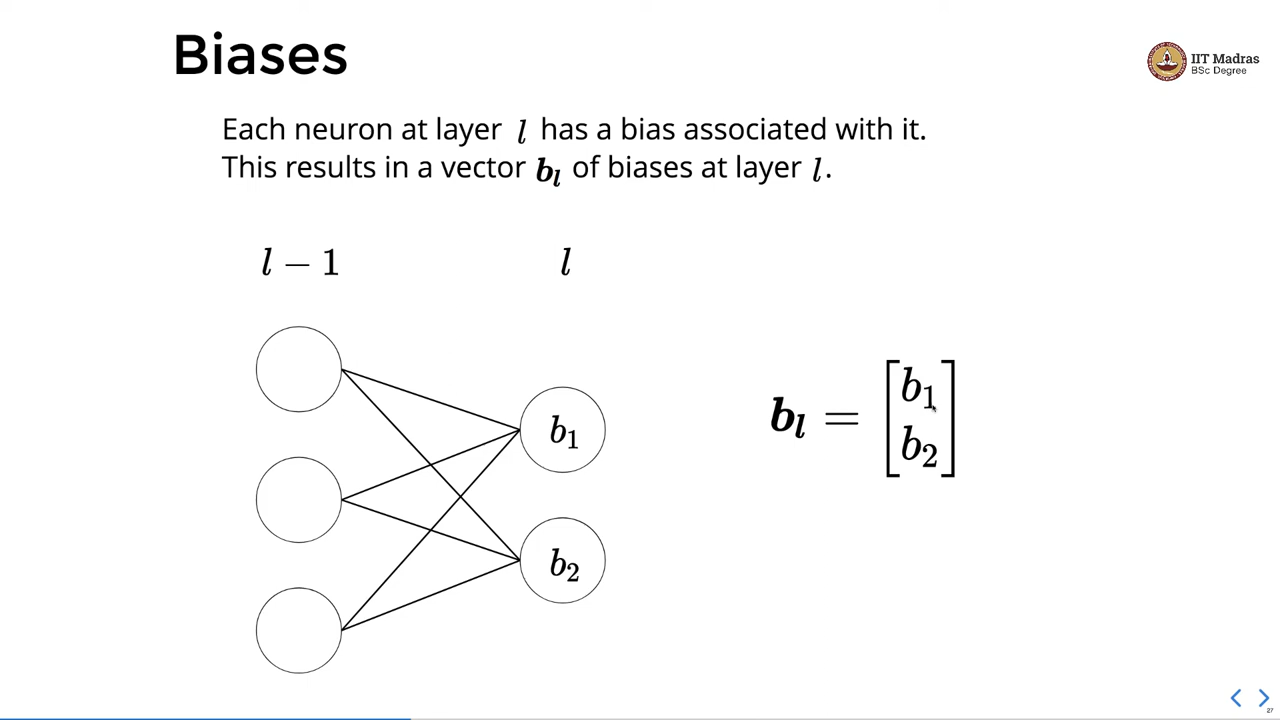 Biases
IIT Madras
BSc Degree
Each neuron at layer l has a bias associated with it.
This results in a vector b_l of biases at layer l.
l − 1
l
b₁
b₂
b_l = [b₁
b₂]
27